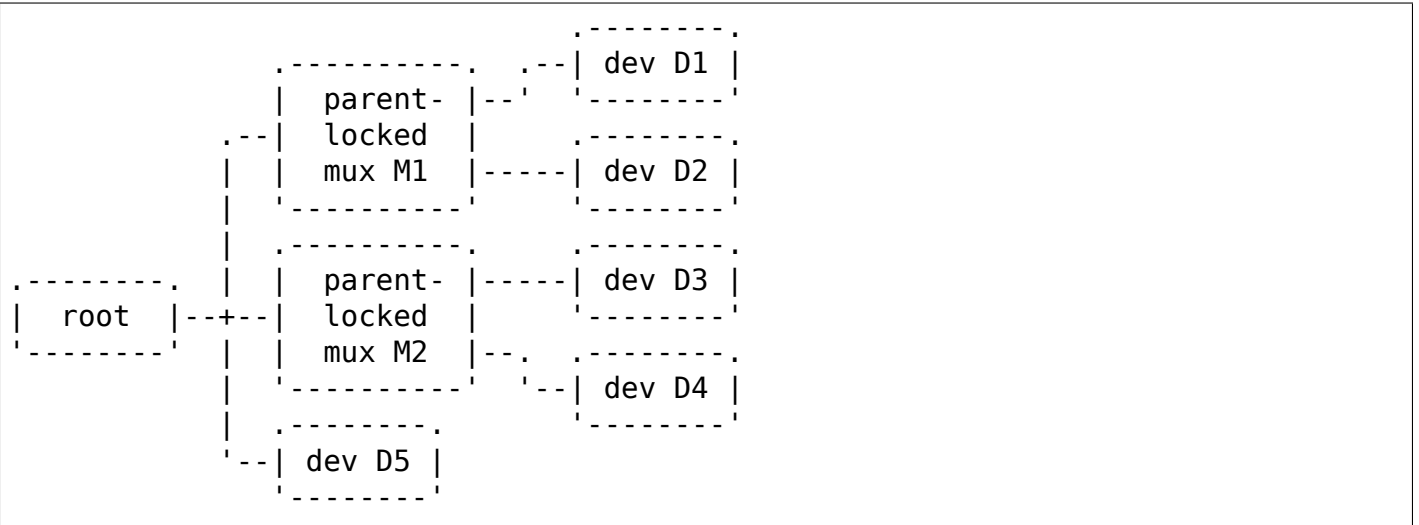 .--------.
                .----------.  .--| dev D1 |
                |  parent- |--'  '--------'
             .--|  locked  |     .--------.
             |  |  mux M1  |-----| dev D2 |
             |  '----------'     '--------'
             |  .----------.     .--------.
.--------.   |  |  parent- |-----| dev D3 |
|  root  |--+--|  locked  |     '--------'
'--------'   |  |  mux M2  |--.  .--------.
             |  '----------'  '--| dev D4 |
             |  .--------.       '--------'
             '--| dev D5 |
                '--------'